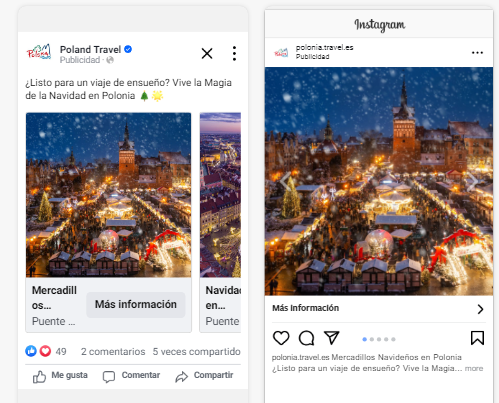 Poland Travel
Publicidad ·
¿Listo para un viaje de ensueño? Vive la Magia
de la Navidad en Polonia 🎄🌟
Mercadill
os...
Más información
Puente ...
Navidad
en...
Puente
49
2 comentarios 5 veces compartido
Me gusta
Comentar
Compartir
Instagram
polonia.travel.es
Publicidad
Más información
polonia.travel.es Mercadillos Navideños en Polonia
¿Listo para un viaje de ensueño? Vive la Magia... more